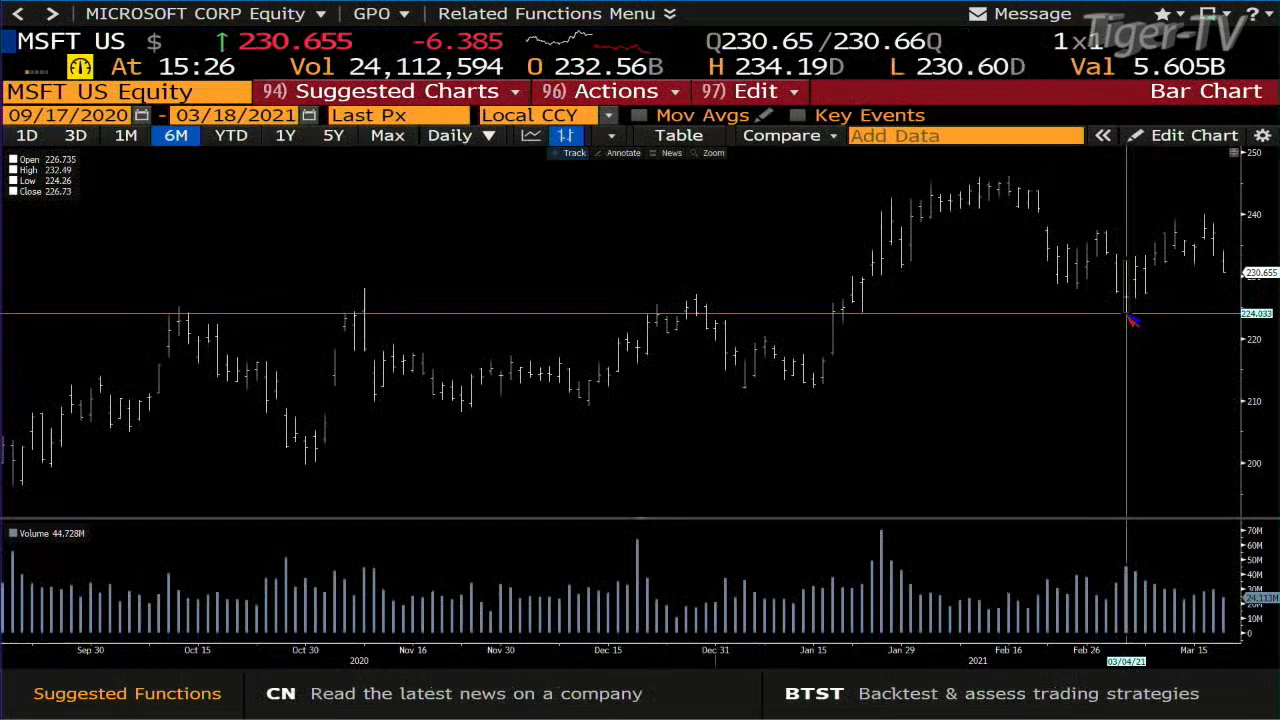 < > MICROSOFT CORP Equity ▼ GPO ▼ Related Functions Menu Message ?
Tiger-TV
MSFT US $ ↑ 230.655 -6.385 Q230.65/230.66Q 1x1
At 15:26 Vol 24,112,594 O 232.56B H 234.19D L 230.60D Val 5.605B
MSFT US Equity 94) Suggested Charts 96) Actions 97) Edit Bar Chart
09/17/2020 - 03/18/2021 Last Px Local CCY Mov Avgs Key Events
1D 3D 1M 6M YTD 1Y 5Y Max Daily ▼ Table Compare Add Data « Edit Chart
Track Annotate News Zoom
Open 226.735
High 232.49
Low 224.26
Close 226.73
250
240
230.655
224.033
220
210
200
Volume 44.728M
70M
60M
50M
40M
30M
24.113M
20M
10M
0
Sep 30 Oct 15 Oct 30 Nov 16 Nov 30 Dec 15 Dec 31 Jan 15 Jan 29 Feb 16 Feb 26 Mar 15
2020 2021 03/04/21
Suggested Functions CN Read the latest news on a company BTST Backtest & assess trading strategies